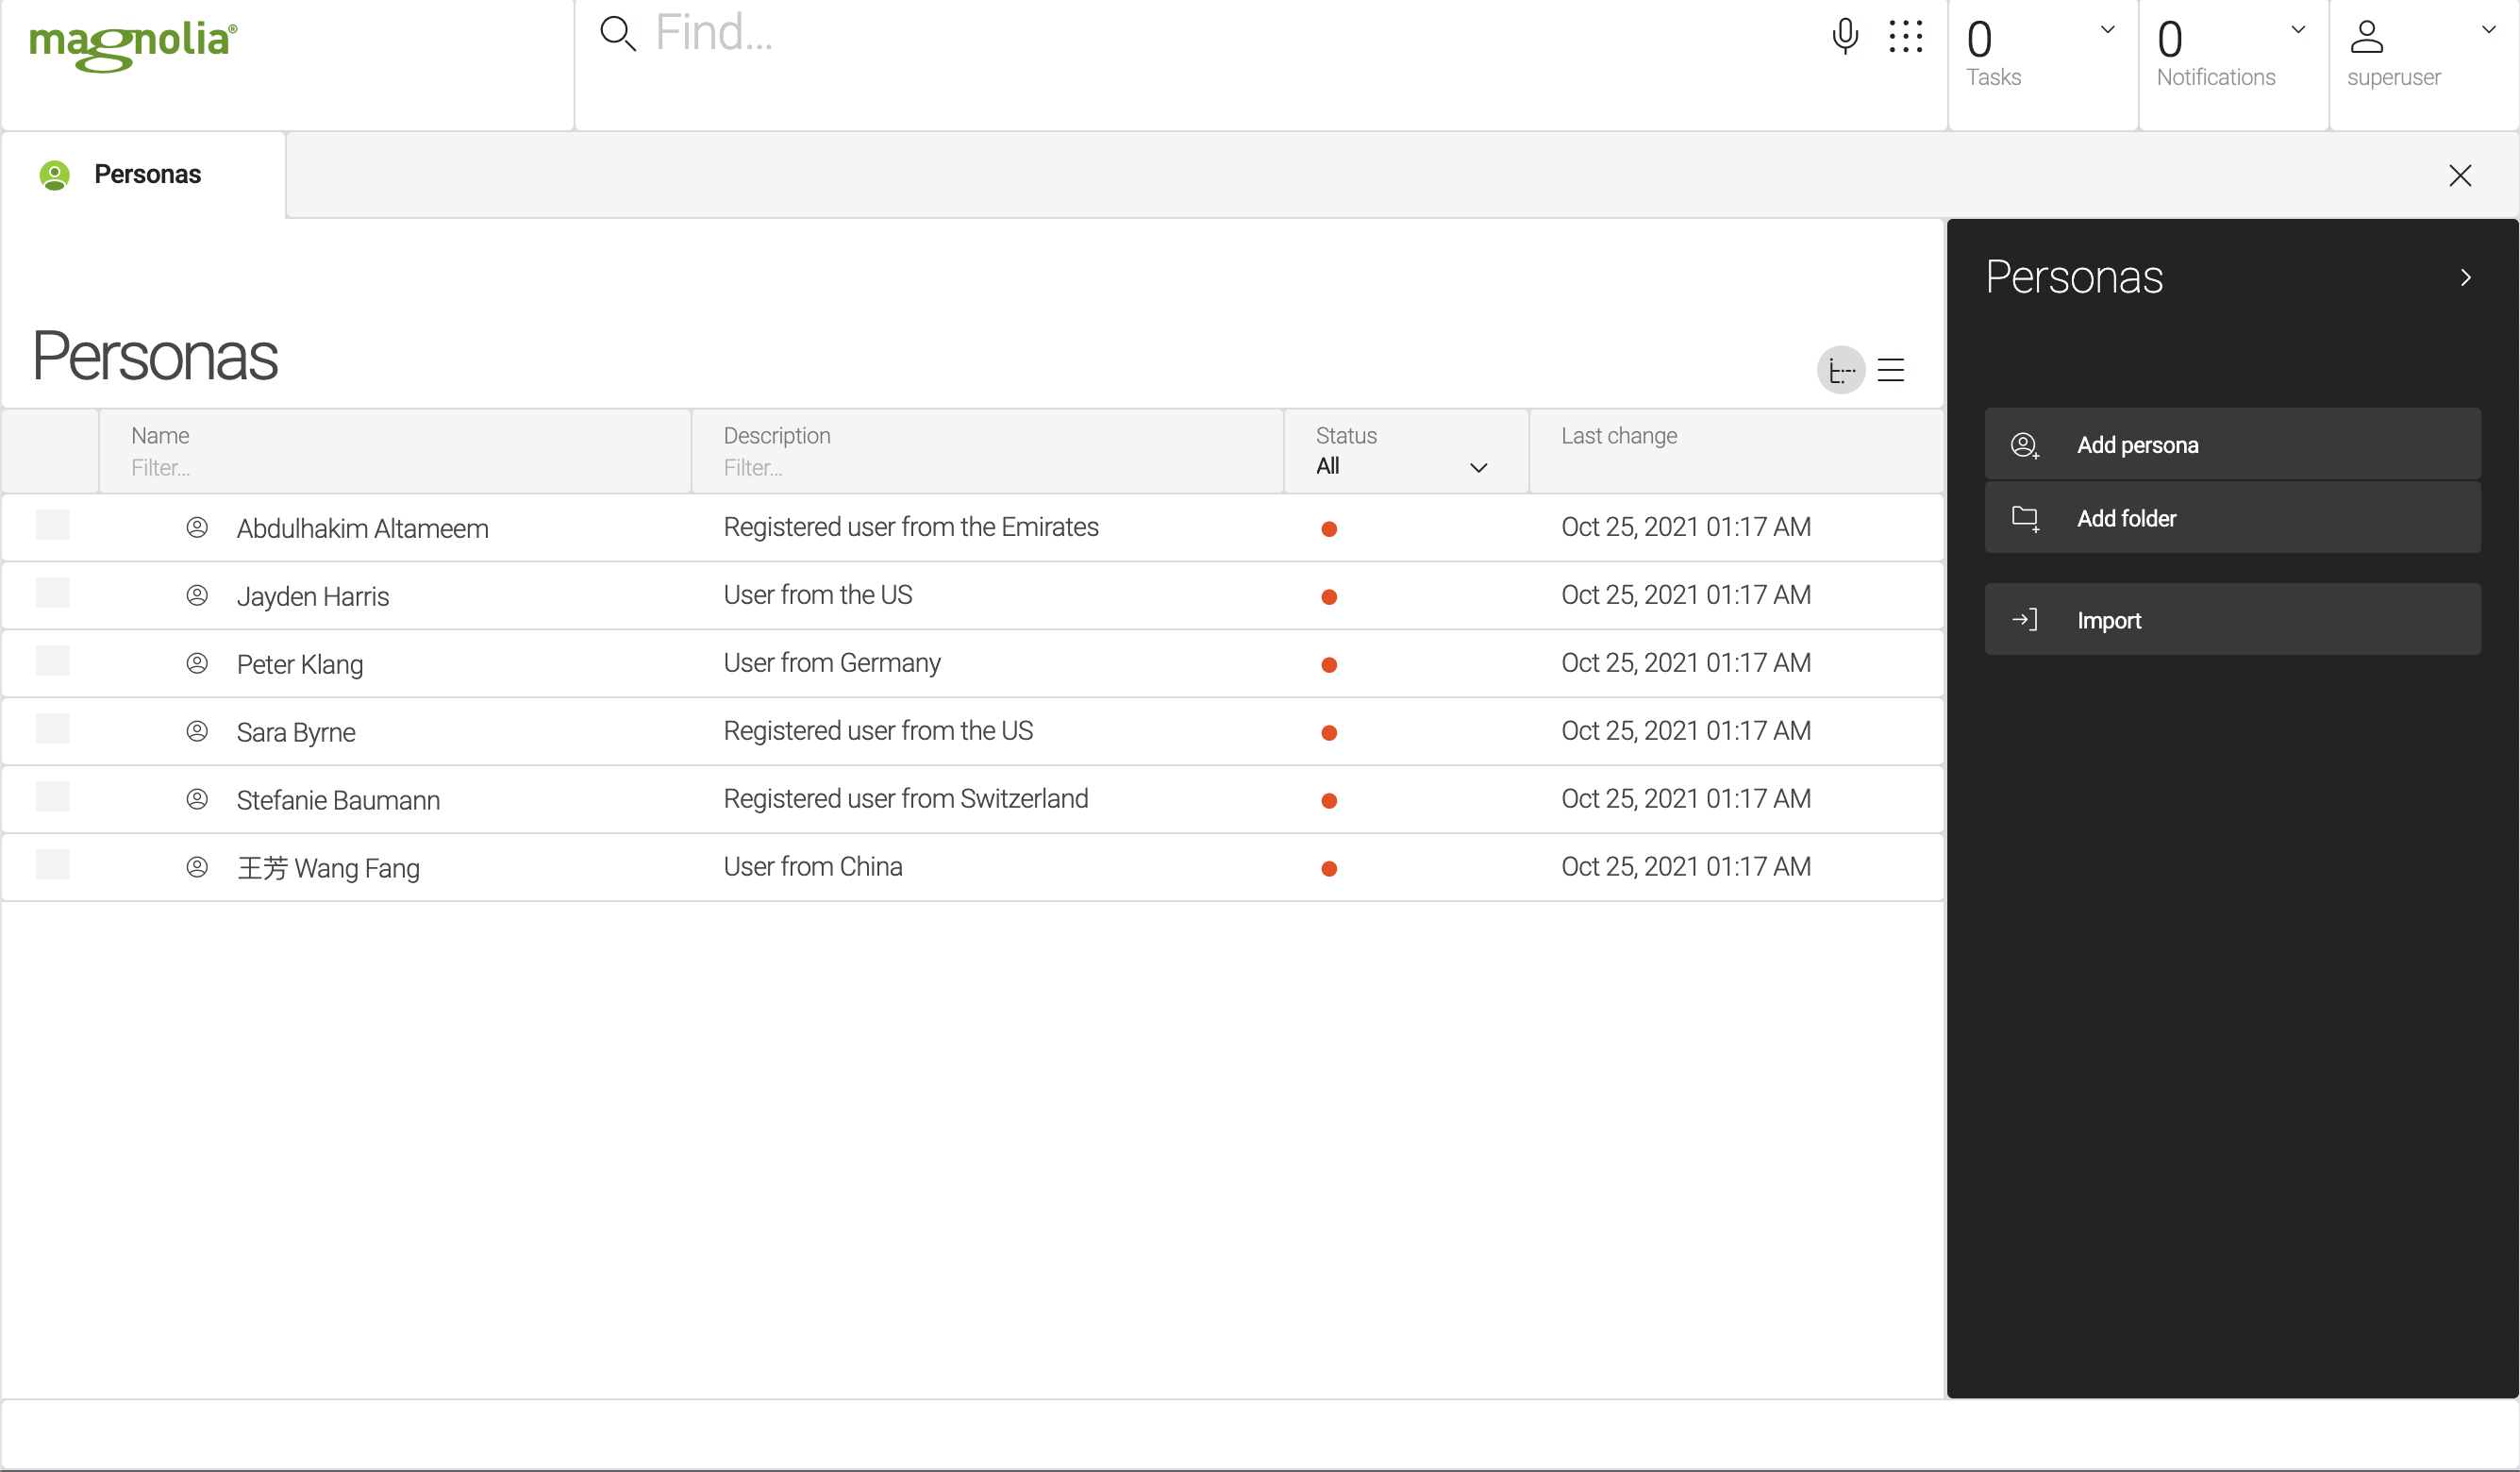 magnolia®
Find...
0
Tasks
0
Notifications
superuser
Personas
Personas
Personas
Name
Filter...
Description
Filter...
Status
All
Last change
Abdulhakim Altameem Registered user from the Emirates Oct 25, 2021 01:17 AM
Jayden Harris User from the US Oct 25, 2021 01:17 AM
Peter Klang User from Germany Oct 25, 2021 01:17 AM
Sara Byrne Registered user from the US Oct 25, 2021 01:17 AM
Stefanie Baumann Registered user from Switzerland Oct 25, 2021 01:17 AM
王芳 Wang Fang User from China Oct 25, 2021 01:17 AM
Add persona
Add folder
Import